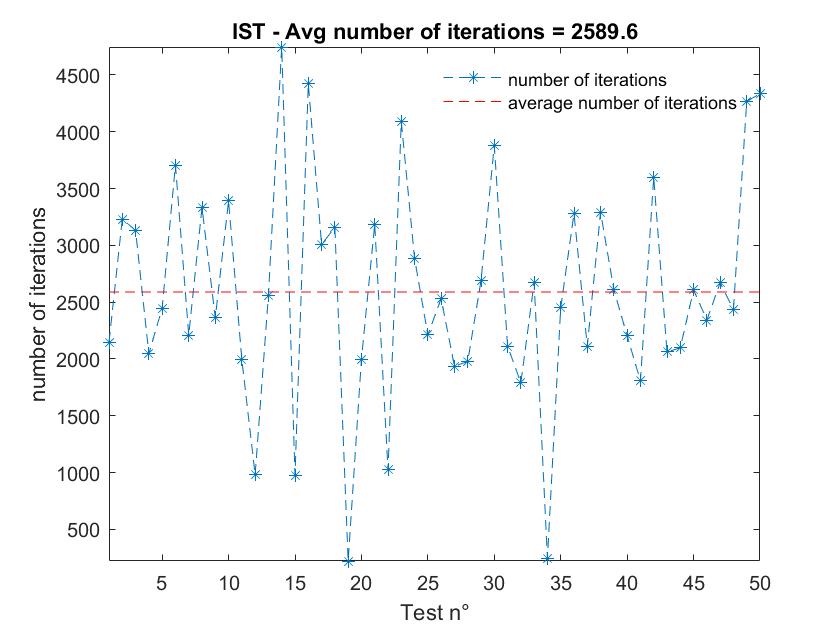 IST - Avg number of iterations = 2589.6
number of iterations
average number of iterations
4500
4000
3500
3000
2500
2000
1500
1000
500
number of iterations
5 10 15 20 25 30 35 40 45 50
Test n°